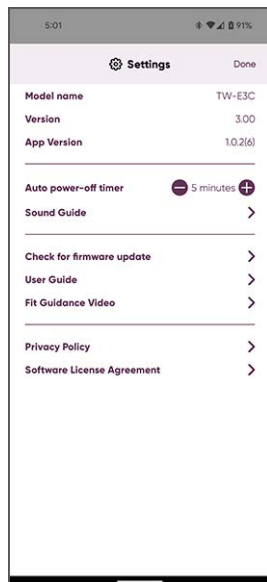 5:01 91%
Settings Done
Model name TW-E3C
Version 3.00
App Version 1.0.2(6)
Auto power-off timer 5 minutes
Sound Guide
Check for firmware update
User Guide
Fit Guidance Video
Privacy Policy
Software License Agreement